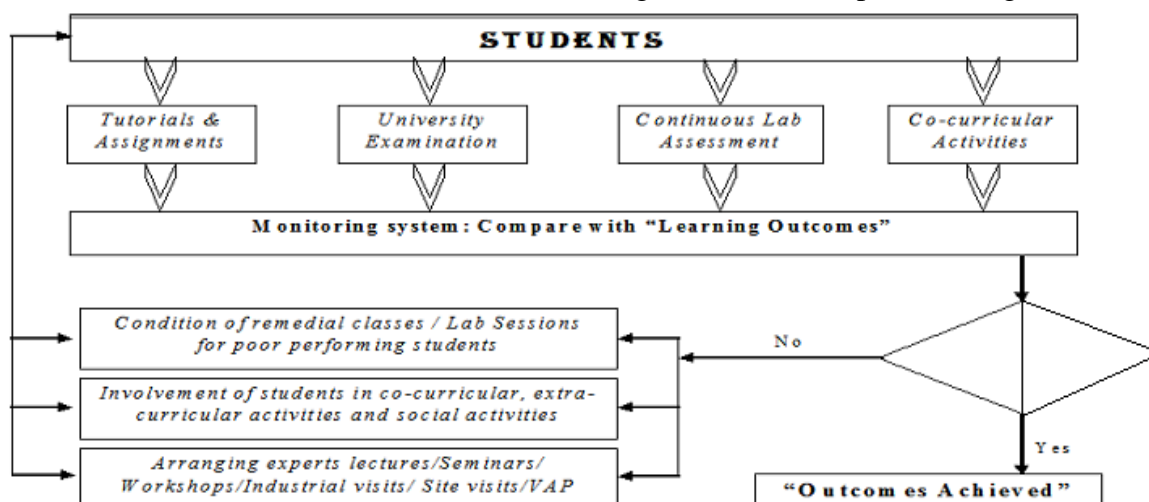 STUDENTS
Tutorials &
Assignments
University
Examination
Continuous Lab
Assessment
Co-curricular
Activities
Monitoring system: Compare with “Learning Outcomes”
Condition of remedial classes / Lab Sessions
for poor performing students
No
Involvement of students in co-curricular, extra-
curricular activities and social activities
Yes
Arranging experts lectures/Seminars/
Workshops/Industrial visits/ Site visits/VAP
“Outcomes Achieved”